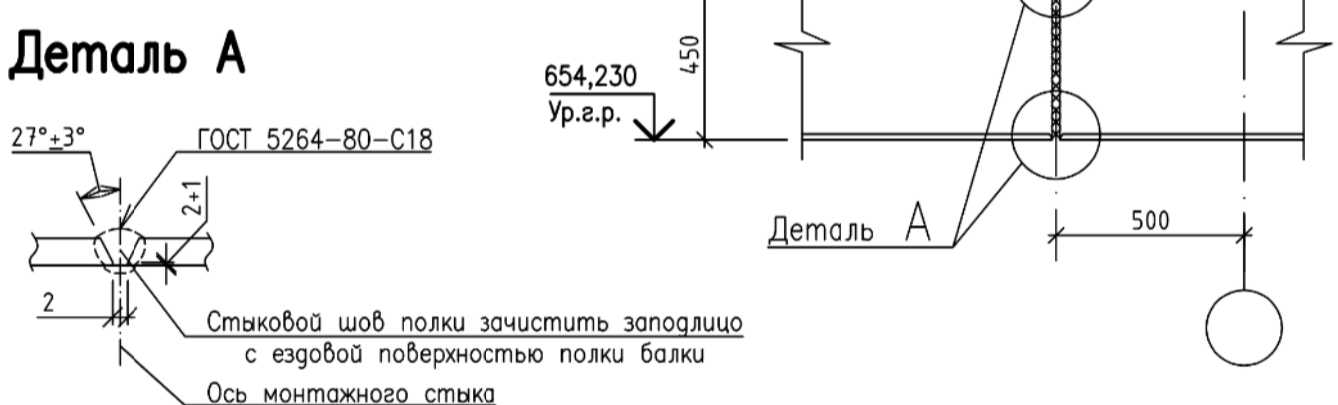 Деталь А
27°±3°
ГОСТ 5264-80-С18
2+1
2
Стыковой шов полки зачистить заподлицо
с ездовой поверхностью полки балки
Ось монтажного стыка
450
654,230
Ур.г.р.
Деталь А
500